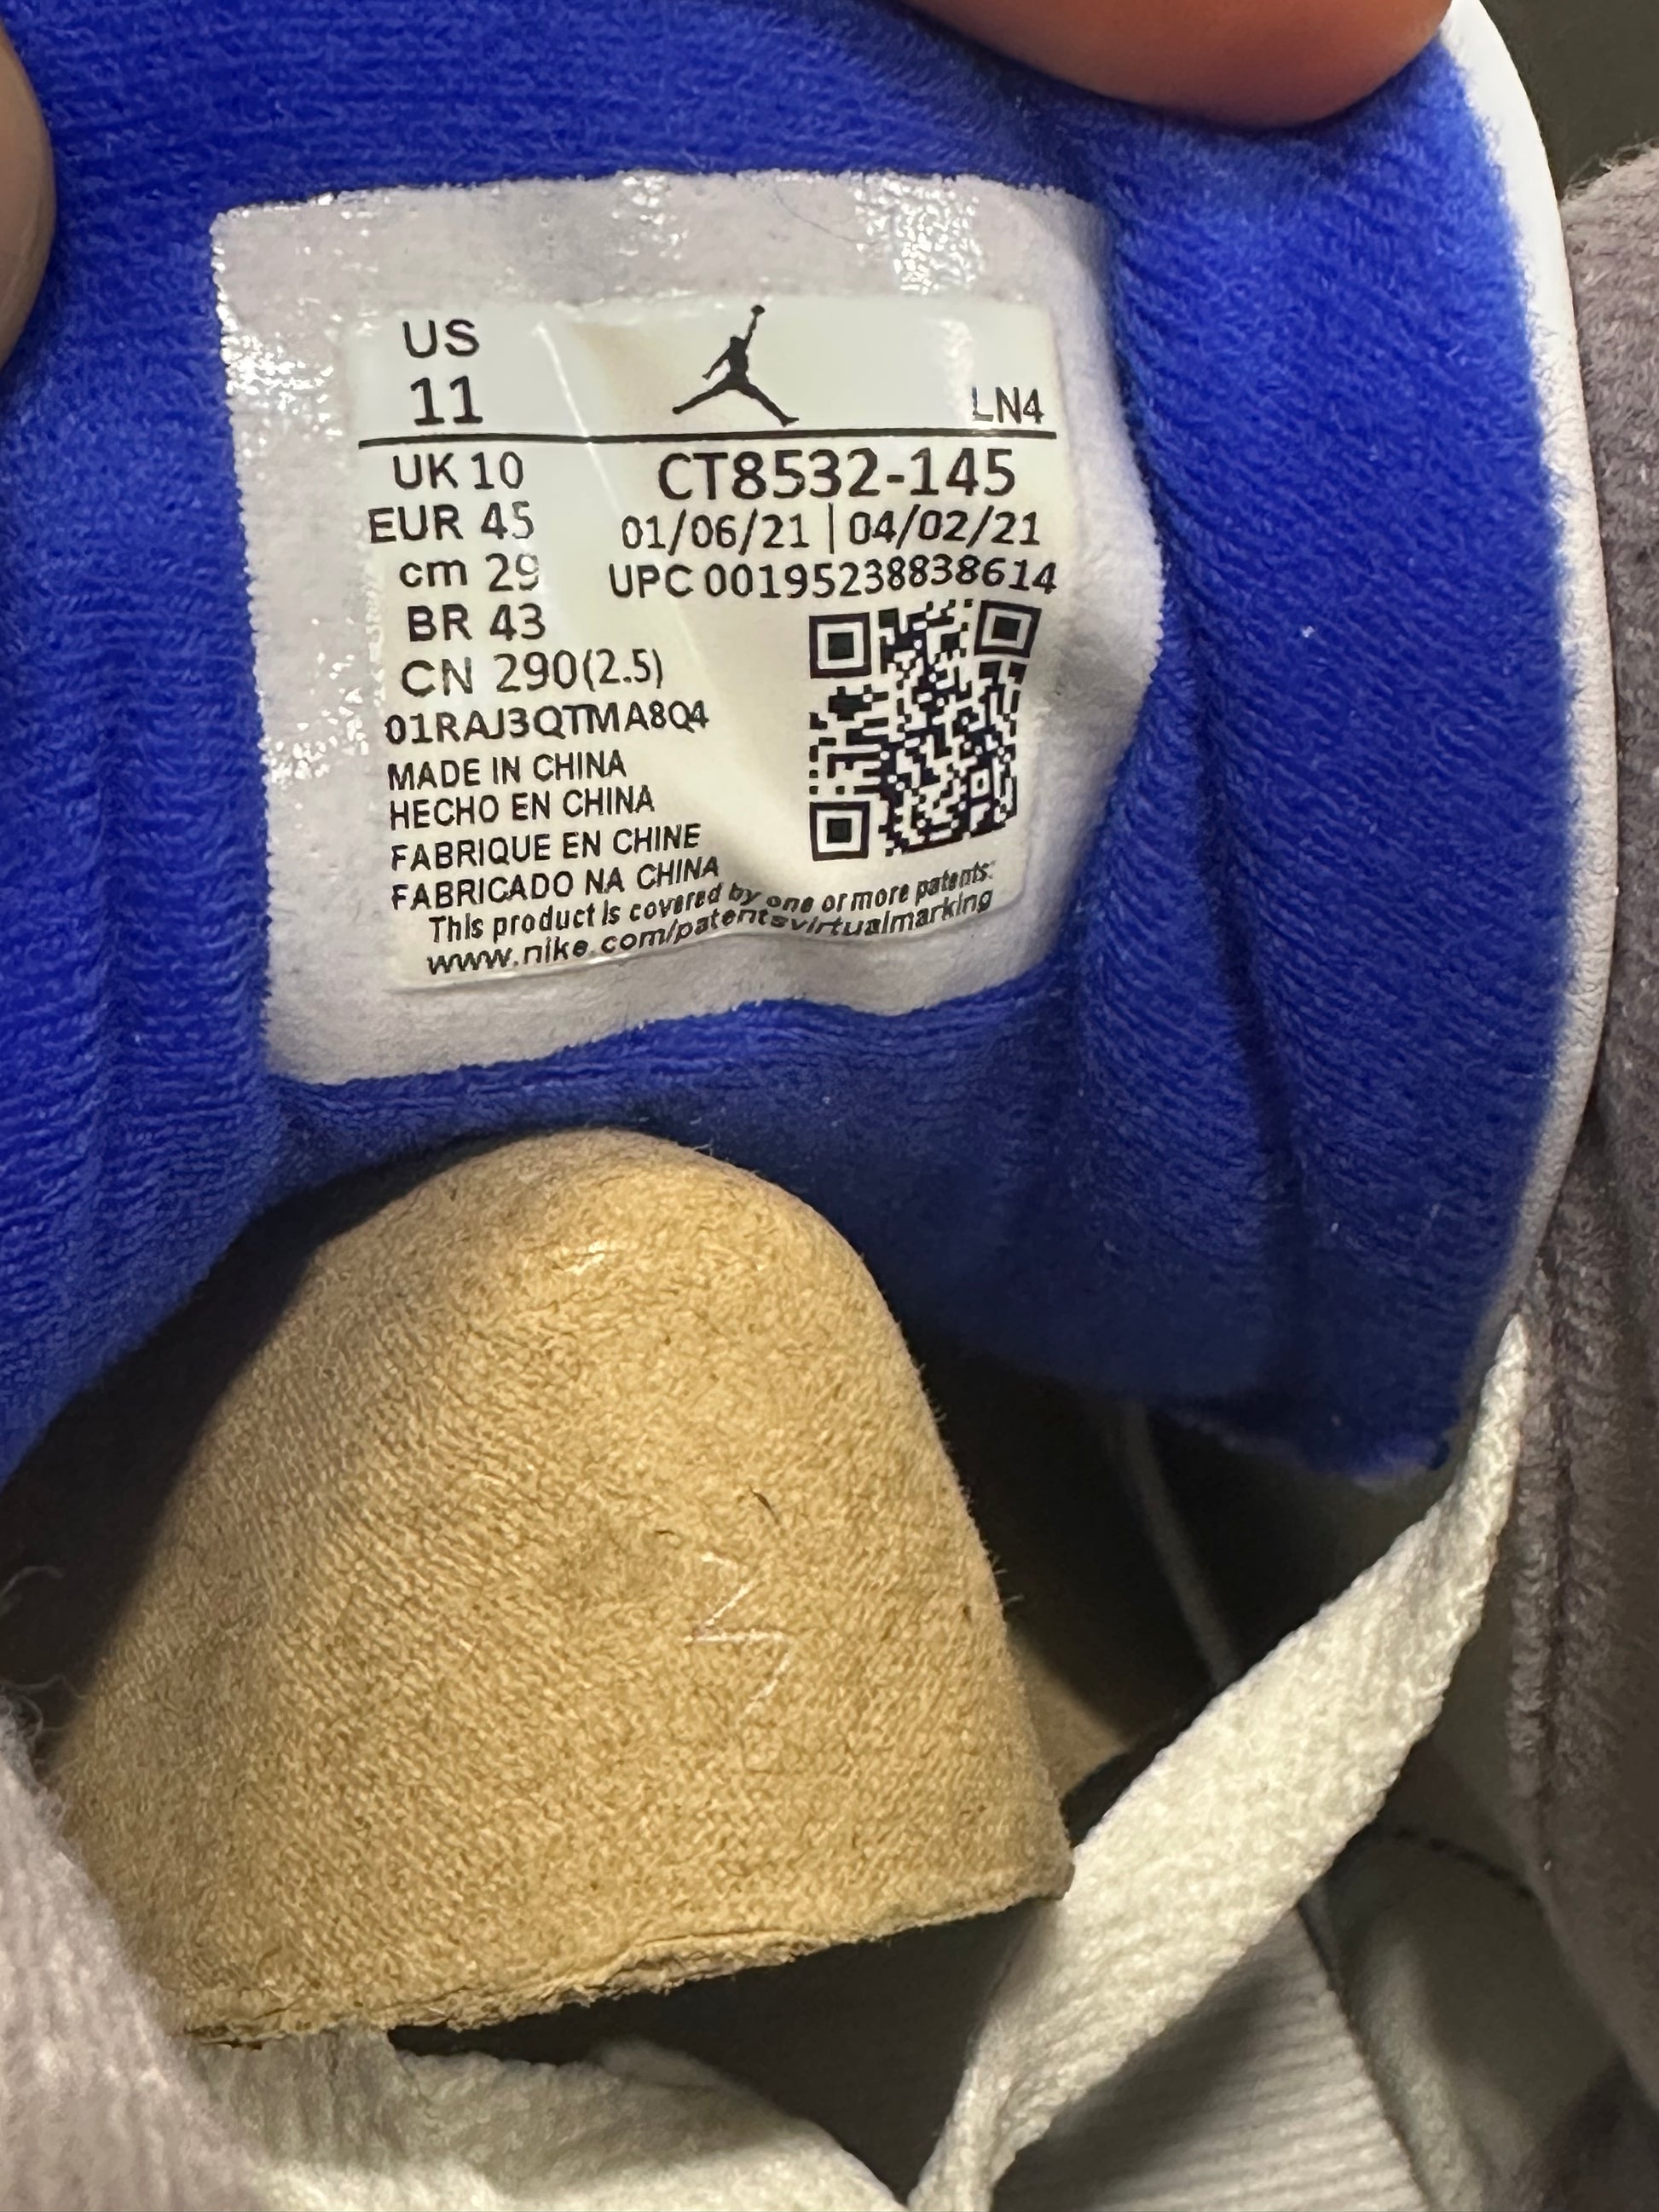 US
11
LN4
UK 10
CT8532-145
EUR 45
01/06/21 | 04/02/21
cm 29
UPC 00195238838614
BR 43
CN 290(2.5)
01RAJ3QTMA8Q4
MADE IN CHINA
HECHO EN CHINA
FABRIQUE EN CHINE
FABRICADO NA CHINA
This product is covered by one or more patents:
www.nike.com/patentsvirtualmarking